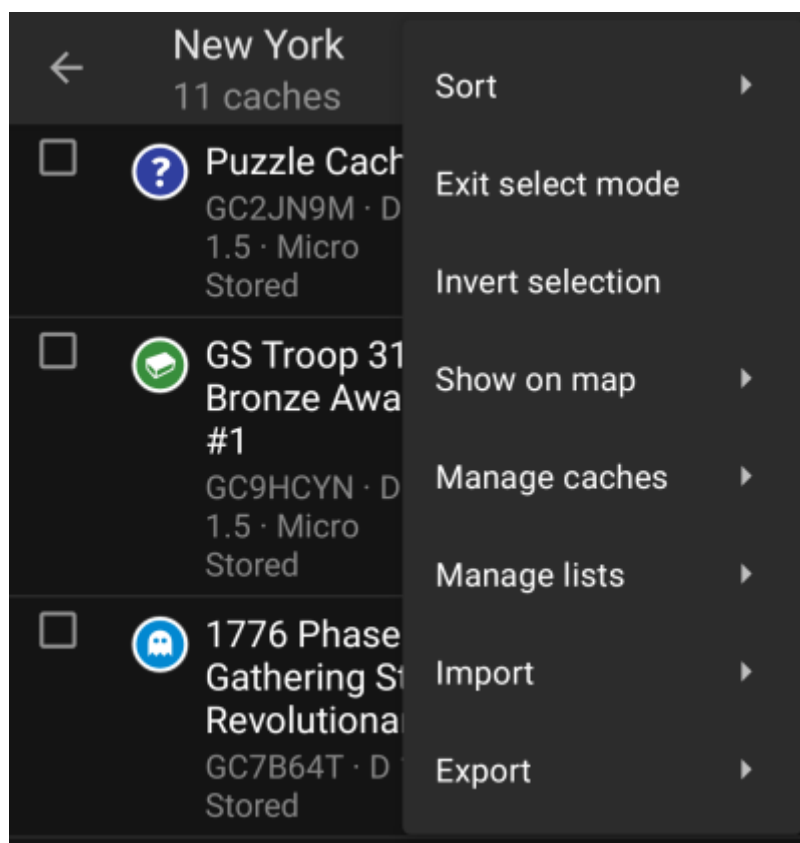 New York
11 caches
Puzzle Cach
GC2JN9M · D
1.5 · Micro
Stored
GS Troop 31
Bronze Awa
#1
GC9HCYN · D
1.5 · Micro
Stored
1776 Phase
Gathering St
Revolutiona
GC7B64T · D
Stored
Sort
Exit select mode
Invert selection
Show on map
Manage caches
Manage lists
Import
Export